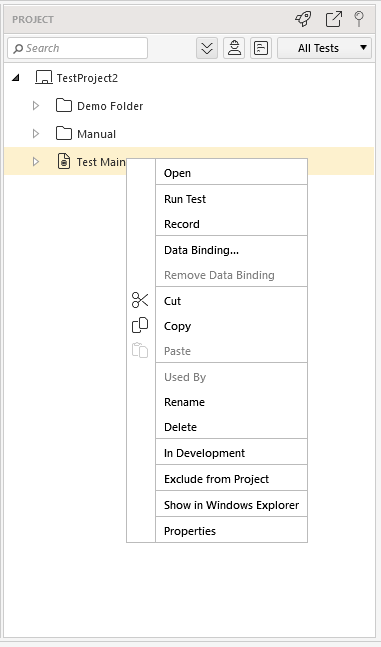 PROJECT
Search
All Tests
TestProject2
Demo Folder
Manual
Test Main
Open
Run Test
Record
Data Binding...
Remove Data Binding
Cut
Copy
Paste
Used By
Rename
Delete
In Development
Exclude from Project
Show in Windows Explorer
Properties